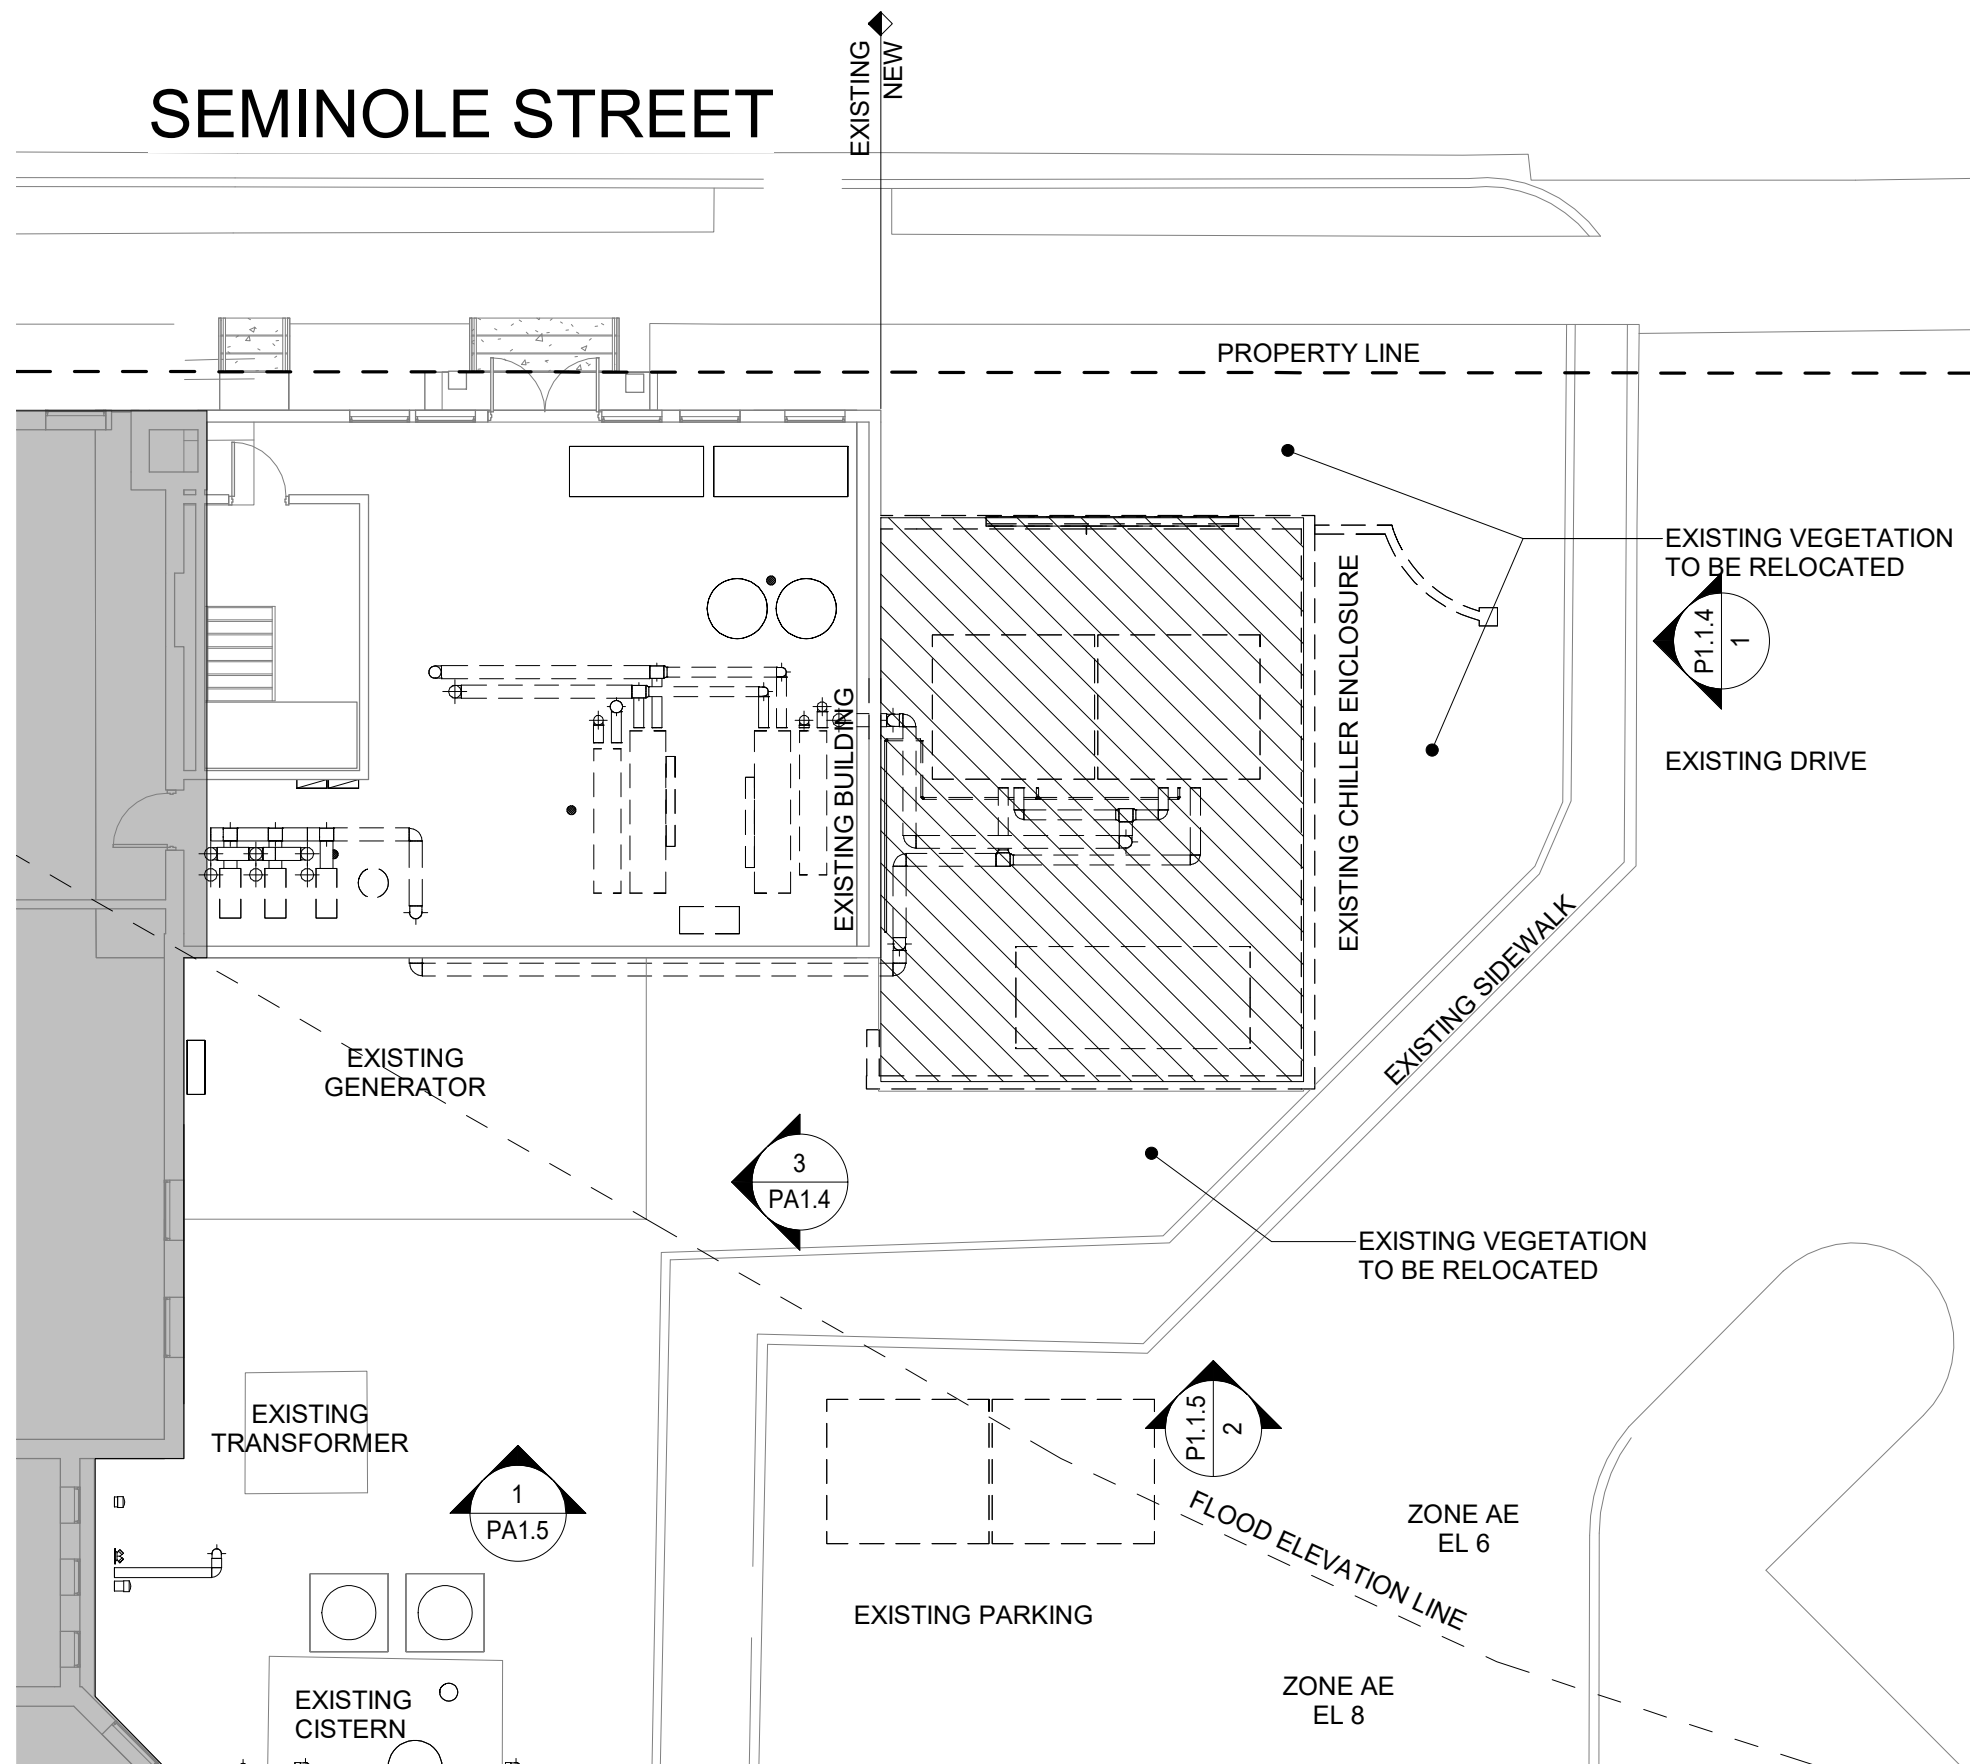 EXISTING
NEW
SEMINOLE STREET
PROPERTY LINE
EXISTING VEGETATION
TO BE RELOCATED
P1.1.4
1
EXISTING DRIVE
EXISTING BUILDING
EXISTING CHILLER ENCLOSURE
EXISTING SIDEWALK
EXISTING
GENERATOR
3
PA1.4
EXISTING VEGETATION
TO BE RELOCATED
EXISTING
TRANSFORMER
1
PA1.5
P1.1.5
2
FLOOD ELEVATION LINE
ZONE AE
EL 6
EXISTING PARKING
ZONE AE
EL 8
EXISTING
CISTERN